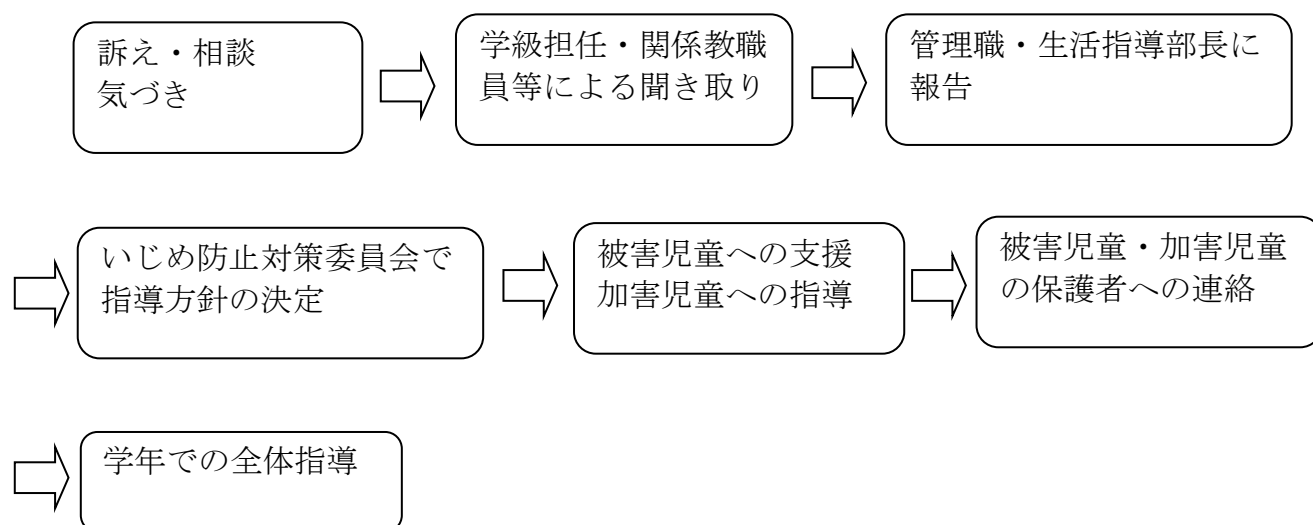 訴え・相談
気づき
学級担任・関係教職
員等による聞き取り
管理職・生活指導部長に
報告
いじめ防止対策委員会で
指導方針の決定
被害児童への支援
加害児童への指導
被害児童・加害児童
の保護者への連絡
学年での全体指導